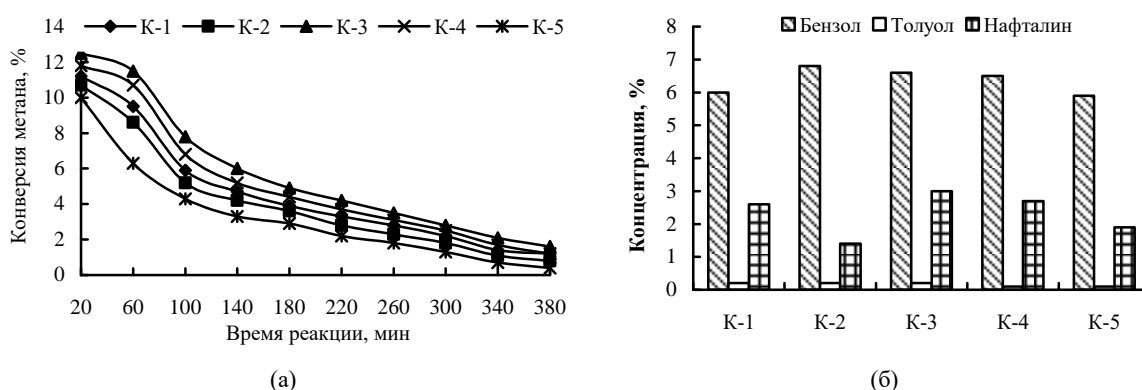 К-1 К-2 К-3 К-4 К-5
Конверсия метана, %
14
12
10
8
6
4
2
0
20 60 100 140 180 220 260 300 340 380
Время реакции, мин
(а)
Бензол Толуол Нафталин
Концентрация, %
8
7
6
5
4
3
2
1
0
К-1 К-2 К-3 К-4 К-5
(б)